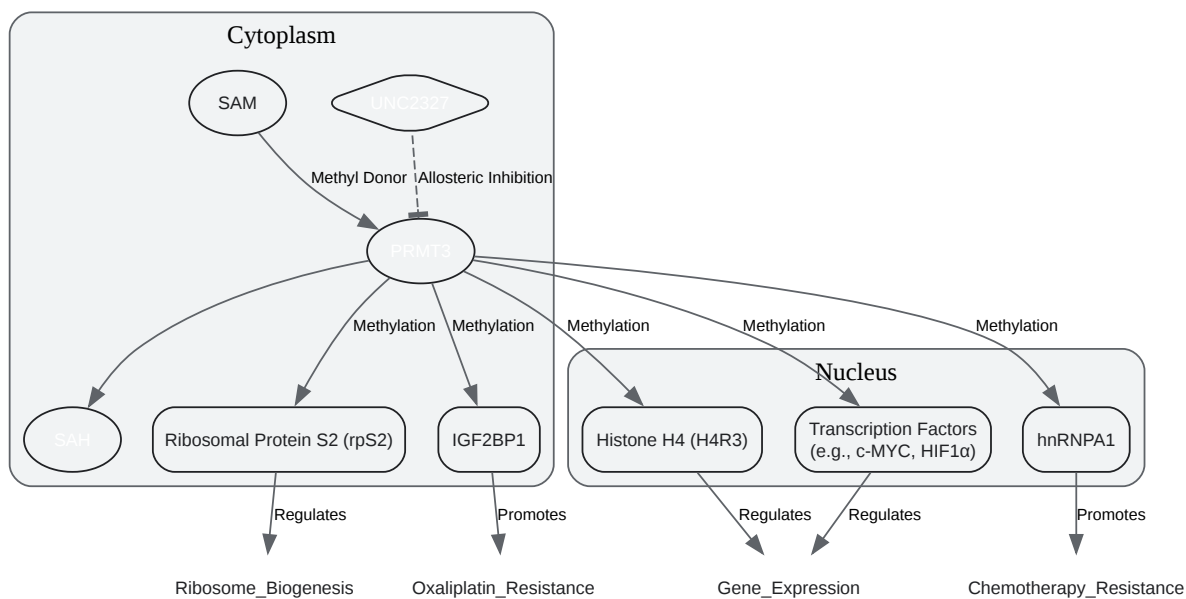 Cytoplasm
SAM
UNC2327
Methyl Donor
Allosteric Inhibition
PRMT3
Methylation
Methylation
Methylation
Methylation
Methylation
Nucleus
SAH
Ribosomal Protein S2 (rpS2)
IGF2BP1
Histone H4 (H4R3)
Transcription Factors
(e.g., c-MYC, HIF1α)
hnRNPA1
Regulates
Promotes
Regulates
Regulates
Promotes
Ribosome_Biogenesis
Oxaliplatin_Resistance
Gene_Expression
Chemotherapy_Resistance